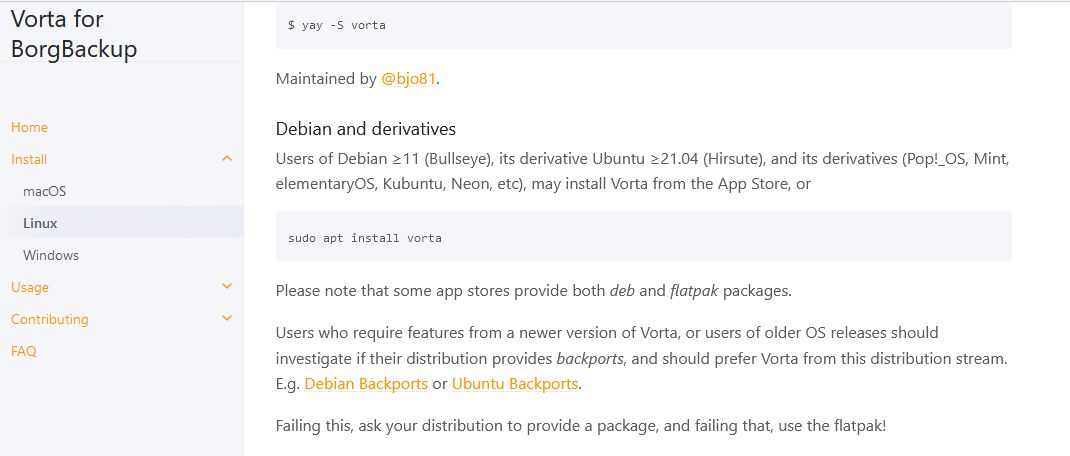 Vorta for
BorgBackup
Home
Install
macOS
Linux
Windows
Usage
Contributing
FAQ
$ yay -S vorta
Maintained by @bjo81.
Debian and derivatives
Users of Debian ≥11 (Bullseye), its derivative Ubuntu ≥21.04 (Hirsute), and its derivatives (Pop!_OS, Mint,
elementaryOS, Kubuntu, Neon, etc), may install Vorta from the App Store, or
sudo apt install vorta
Please note that some app stores provide both deb and flatpak packages.
Users who require features from a newer version of Vorta, or users of older OS releases should
investigate if their distribution provides backports, and should prefer Vorta from this distribution stream.
E.g. Debian Backports or Ubuntu Backports.
Failing this, ask your distribution to provide a package, and failing that, use the flatpak!